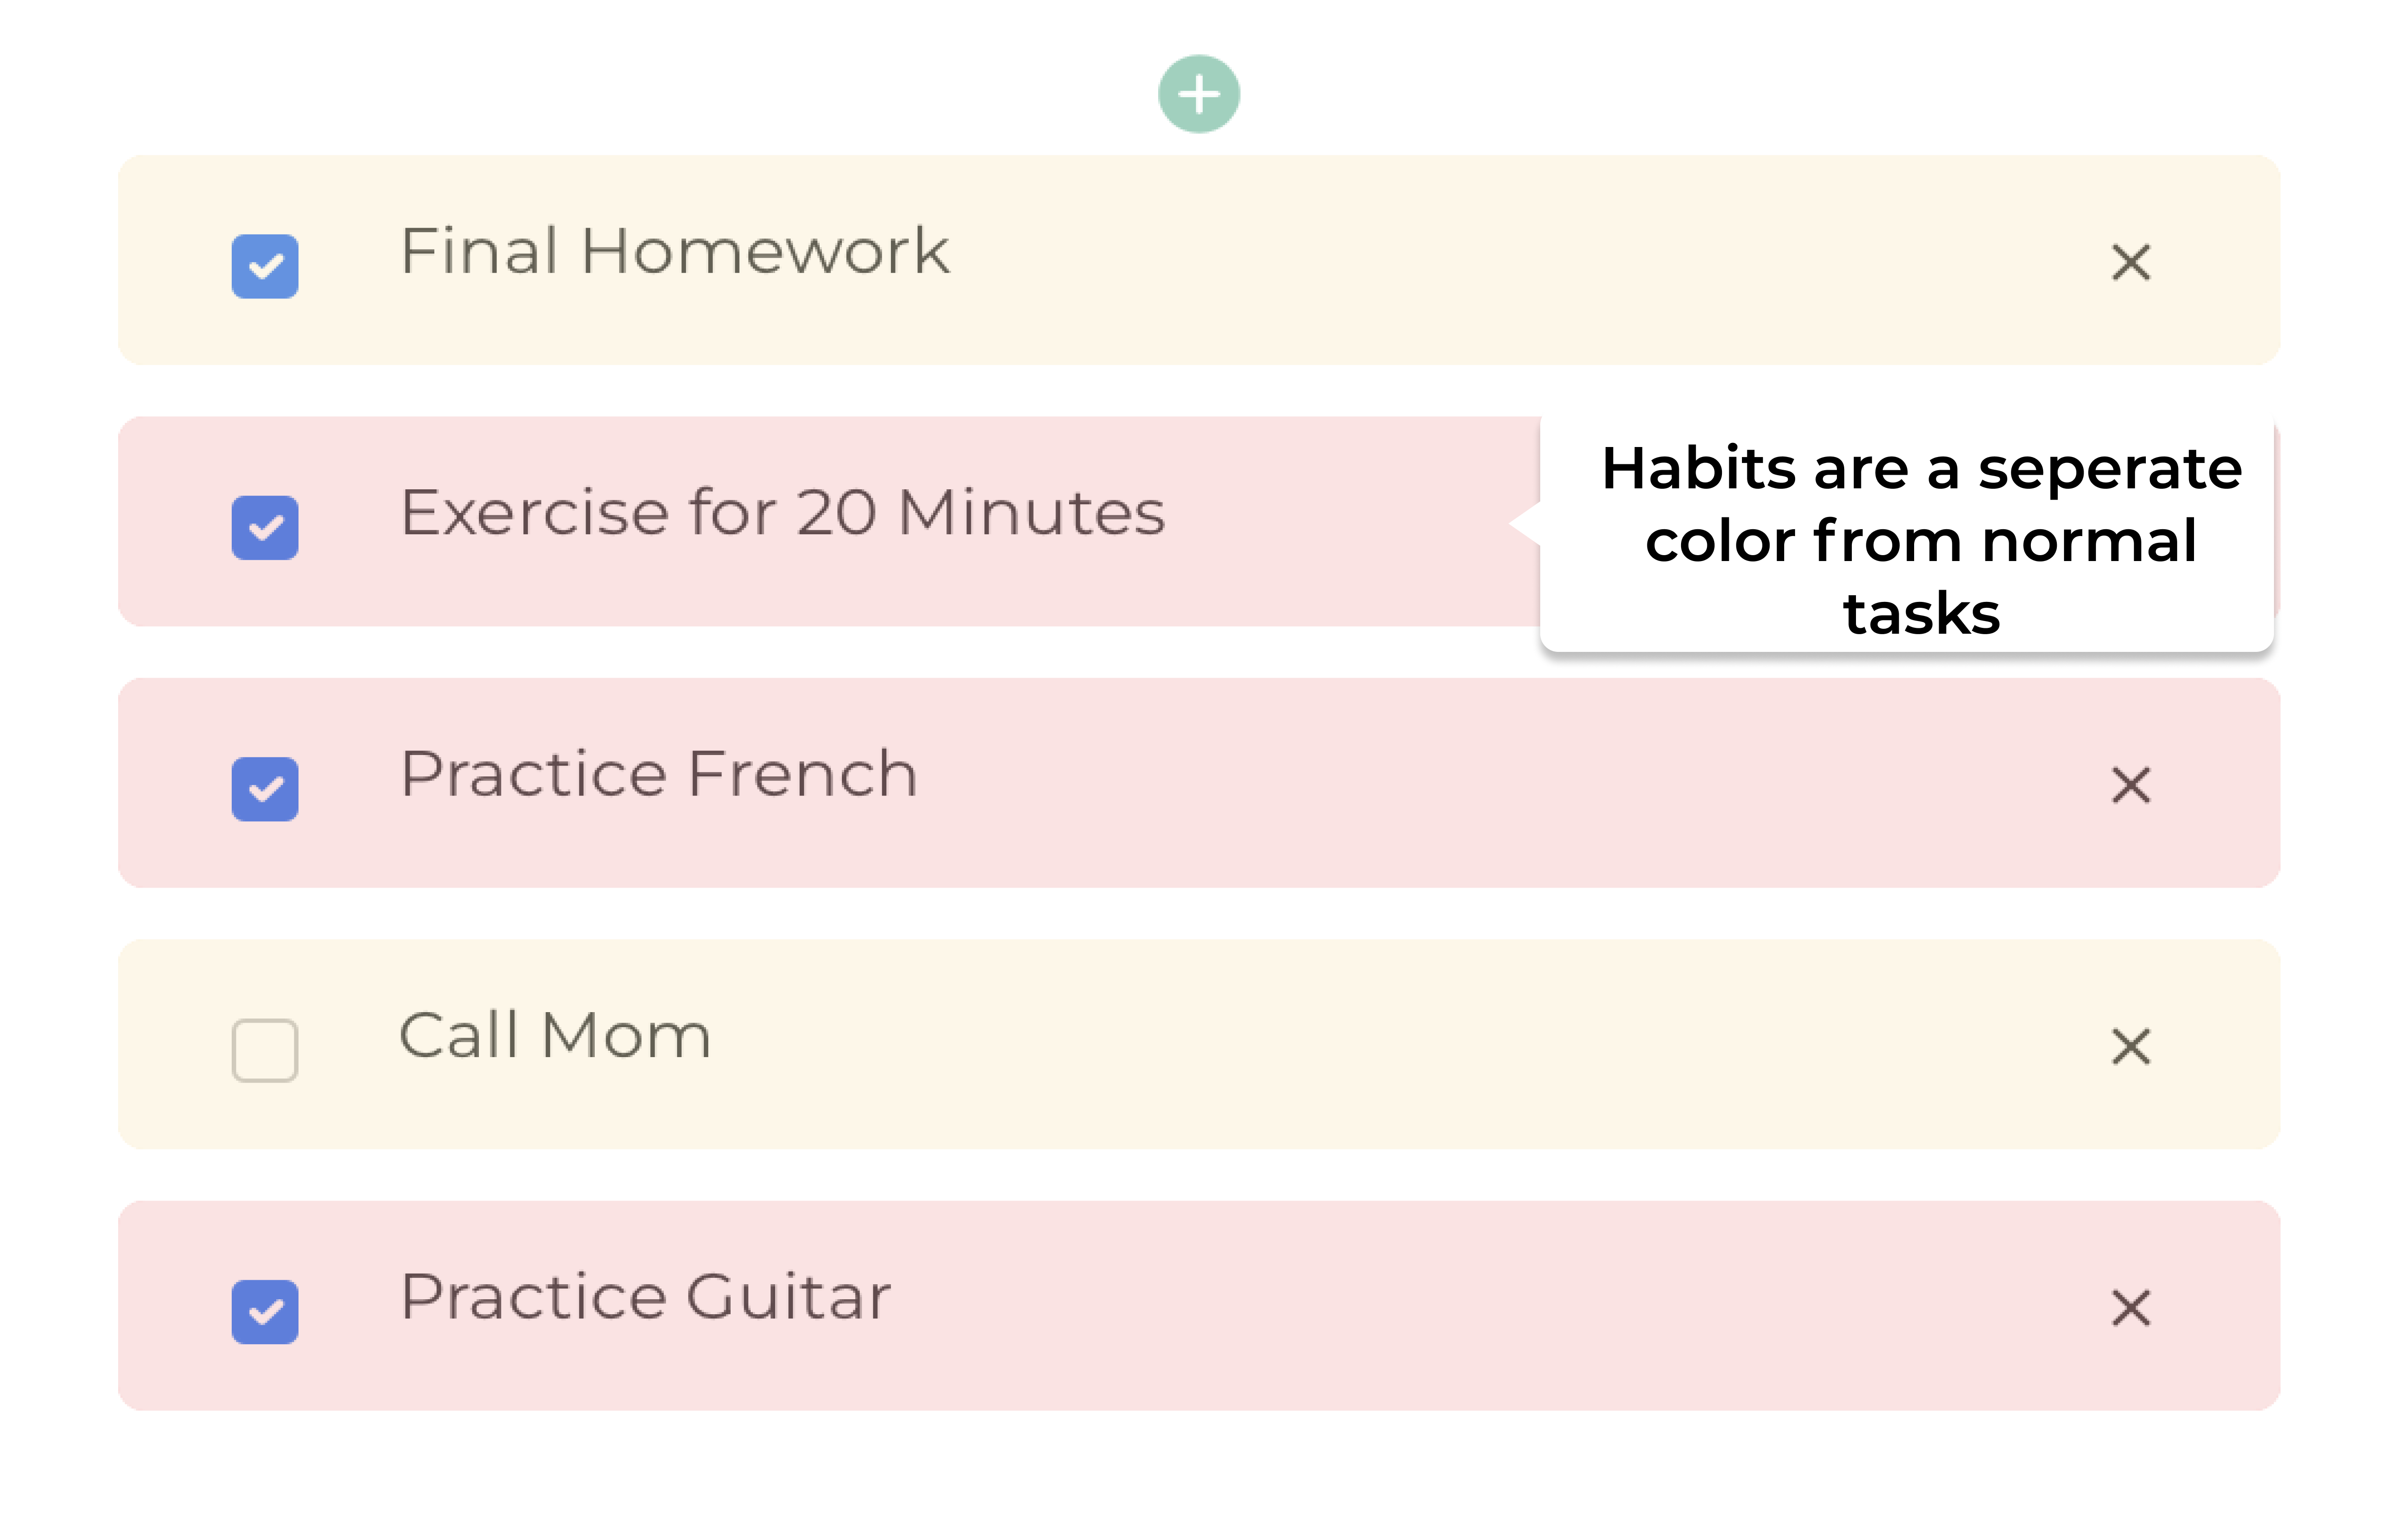 Final Homework
Exercise for 20 Minutes
Habits are a seperate
color from normal
tasks
Practice French
Call Mom
Practice Guitar